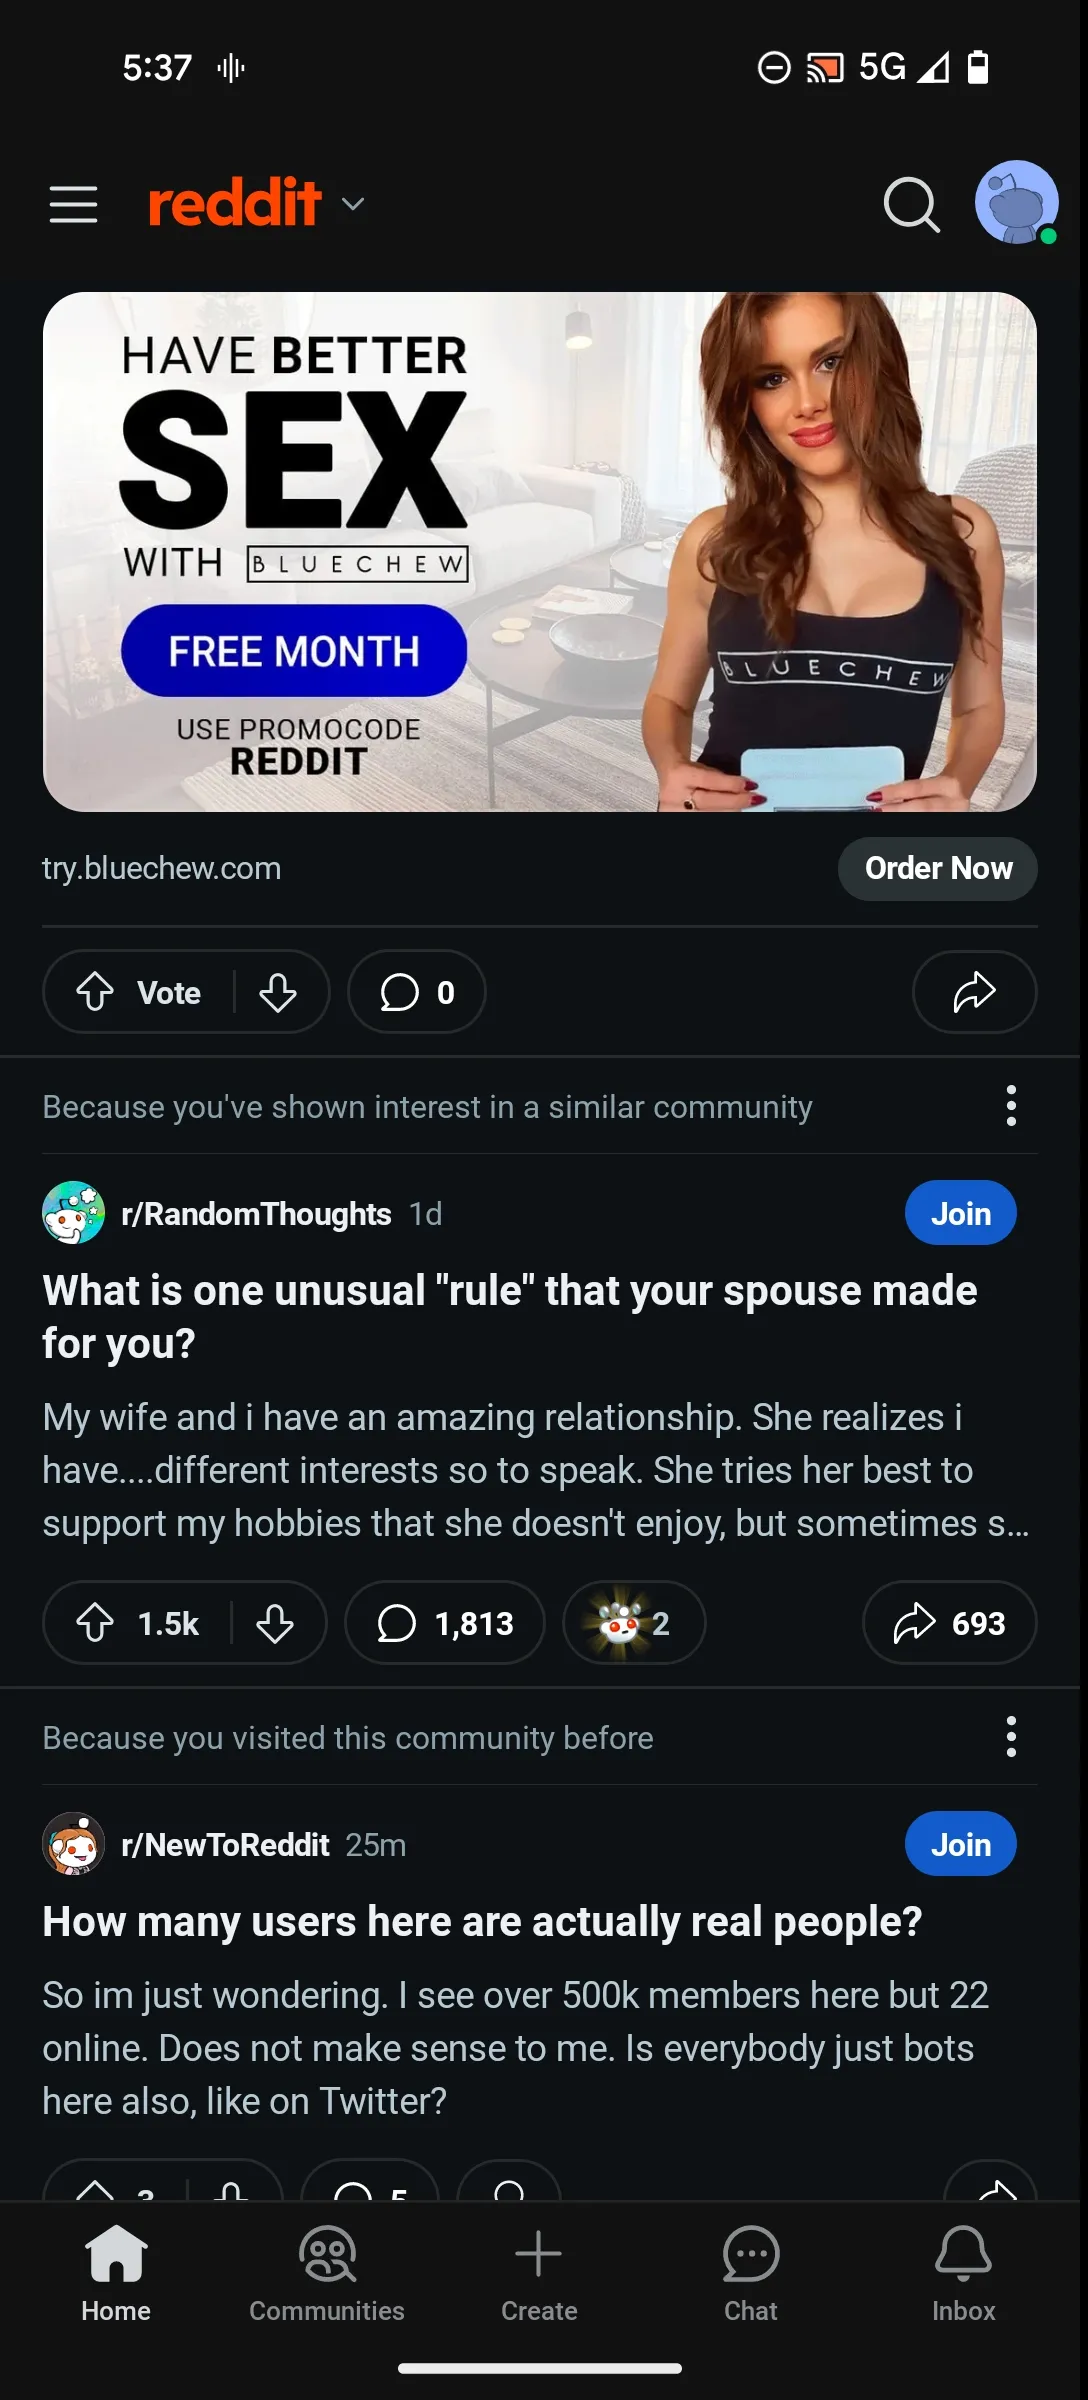 5:37
5G
reddit
HAVE BETTER
SEX
WITH BLUECHEW
BLUECHEW
FREE MONTH
USE PROMOCODE
REDDIT
try.bluechew.com
Order Now
Vote
0
Because you've shown interest in a similar community
r/RandomThoughts 1d
Join
What is one unusual "rule" that your spouse made
for you?
My wife and i have an amazing relationship. She realizes i
have....different interests so to speak. She tries her best to
support my hobbies that she doesn't enjoy, but sometimes s...
1.5k
1,813
2
693
Because you visited this community before
r/NewToReddit 25m
Join
How many users here are actually real people?
So im just wondering. I see over 500k members here but 22
online. Does not make sense to me. Is everybody just bots
here also, like on Twitter?
3
5
Home
Communities
Create
Chat
Inbox